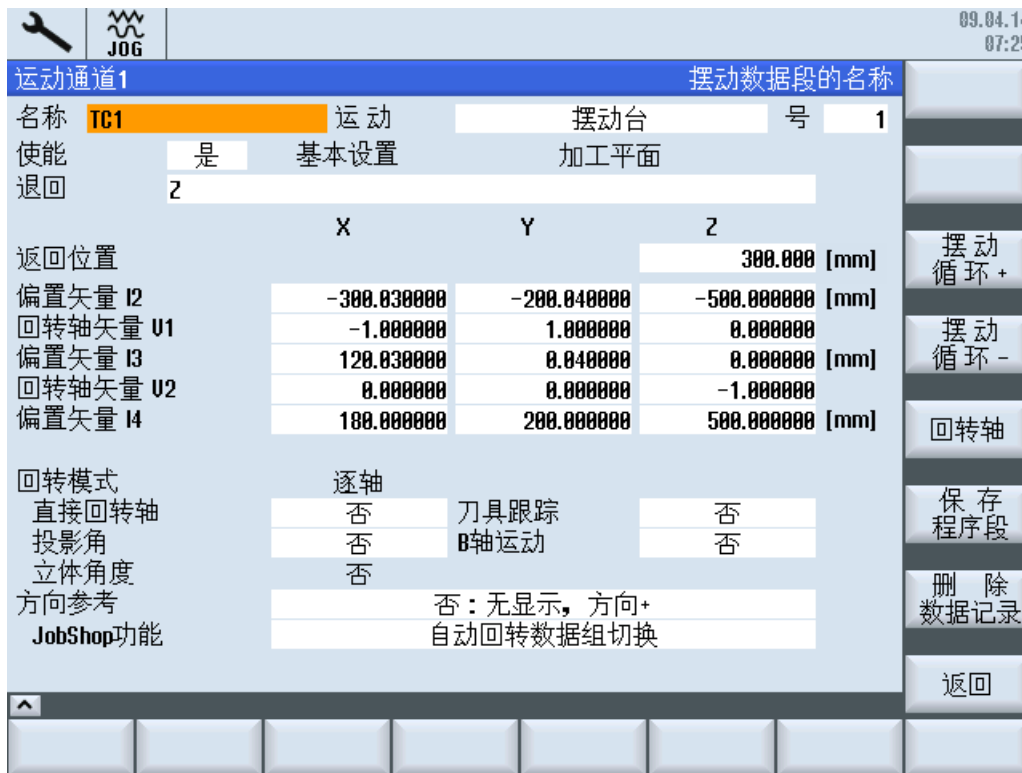 JOG
09.04.1
07:2
运动通道1 摆动数据段的名称
名称 TC1 运动 摆动台 号 1
使能 是 基本设置 加工平面
退回 Z
X Y Z
返回位置 300.000 [mm]
偏置矢量 I2 -300.030000 -200.040000 -500.000000 [mm]
回转轴矢量 V1 -1.000000 1.000000 0.000000
偏置矢量 I3 120.030000 0.040000 0.000000 [mm]
回转轴矢量 V2 0.000000 0.000000 -1.000000
偏置矢量 I4 180.000000 200.000000 500.000000 [mm]
回转模式 逐轴
直接回转轴 否 刀具跟踪 否
投影角 否 B轴运动 否
立体角度 否
方向参考 否:无显示，方向+
JobShop功能 自动回转数据组切换
摆动
循环+
摆动
循环-
回转轴
保存
程序段
删除
数据记录
返回